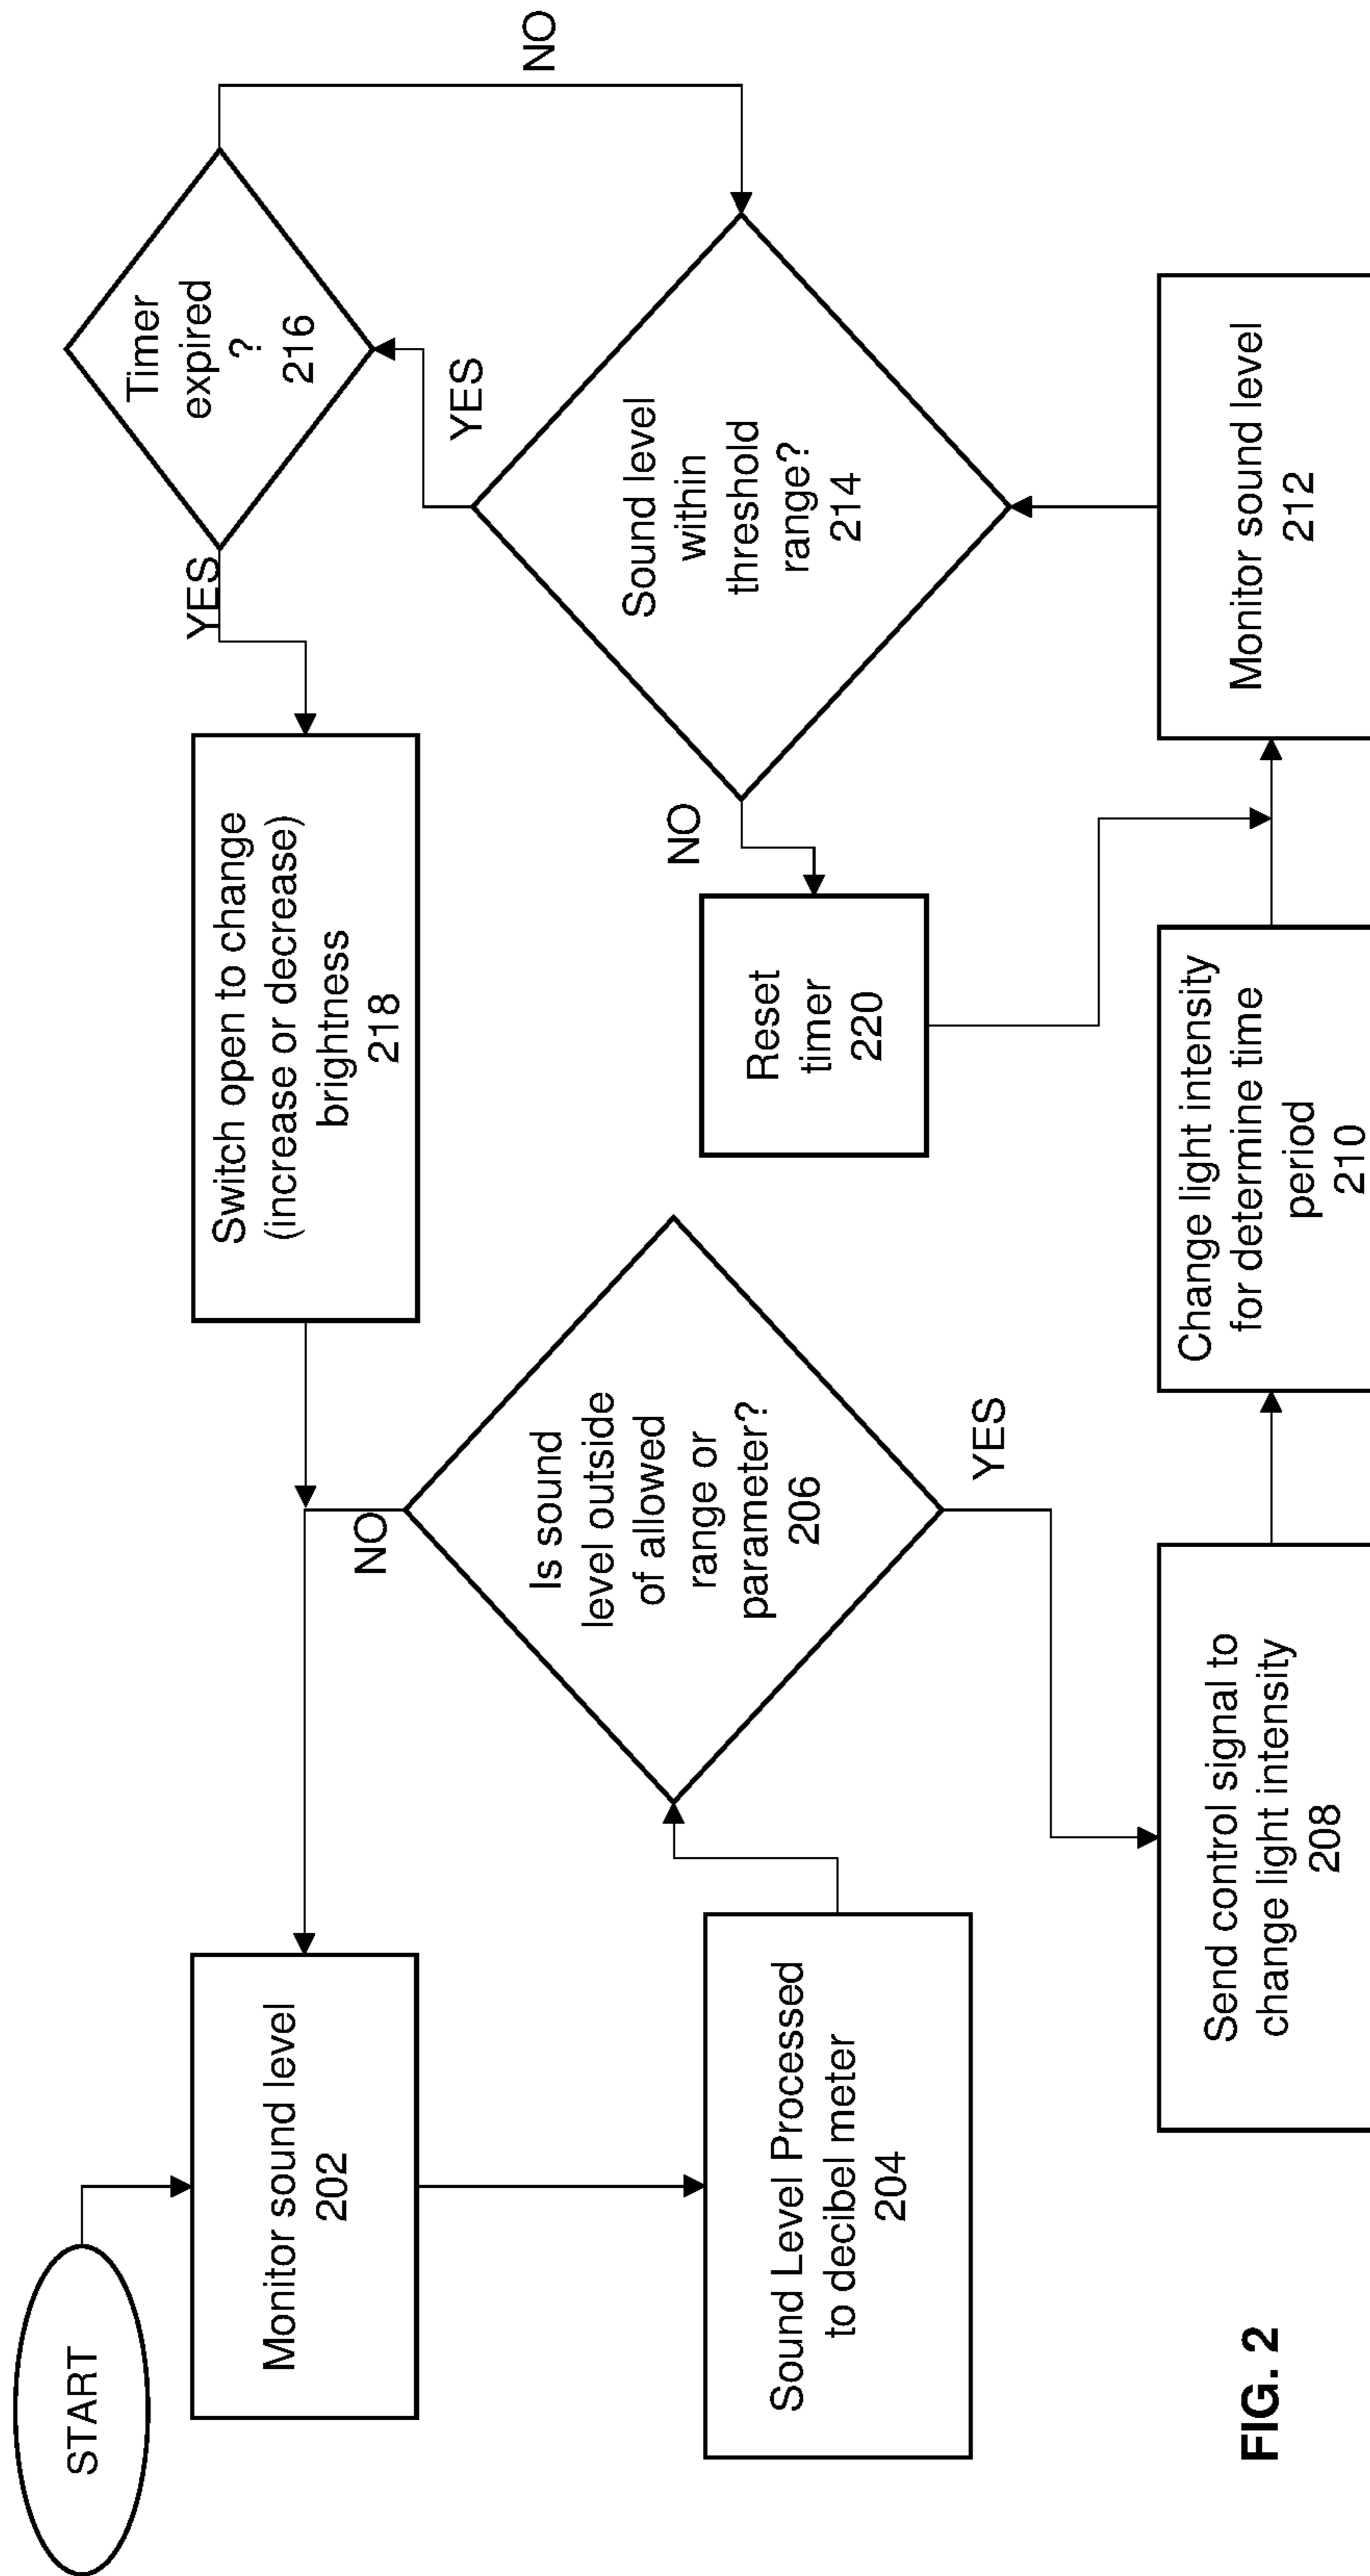 START
Monitor sound level
202
Sound Level Processed
to decibel meter
204
Is sound
level outside
of allowed
range or
parameter?
206
NO
YES
Send control signal to
change light intensity
208
Change light intensity
for determine time
period
210
Monitor sound level
212
Sound level
within
threshold
range?
214
NO
YES
Reset
timer
220
Timer
expired
?
216
NO
YES
Switch open to change
(increase or decrease)
brightness
218
FIG. 2